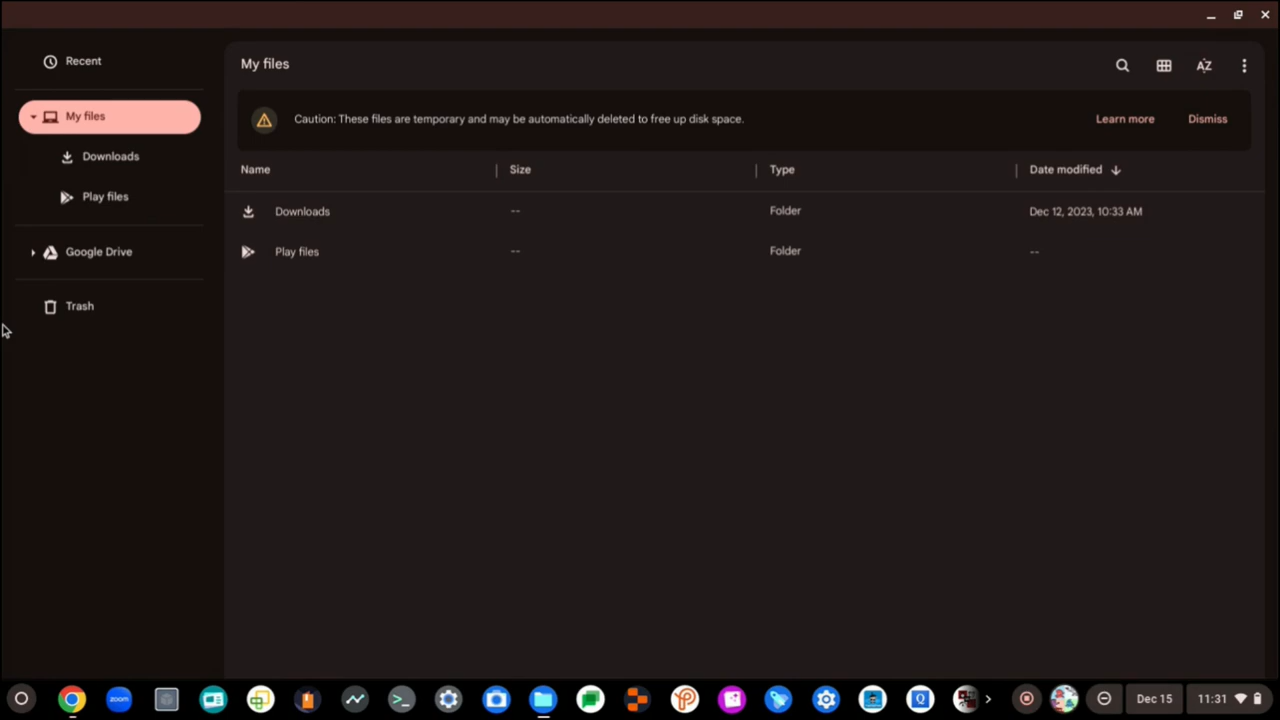 Recent
My files
Downloads
Play files
Google Drive
Trash
My files
AZ
Caution: These files are temporary and may be automatically deleted to free up disk space.
Learn more
Dismiss
Name
Size
Type
Date modified
Downloads
--
Folder
Dec 12, 2023, 10:33 AM
Play files
--
Folder
--
zoom
Q
Dec 15
11:31